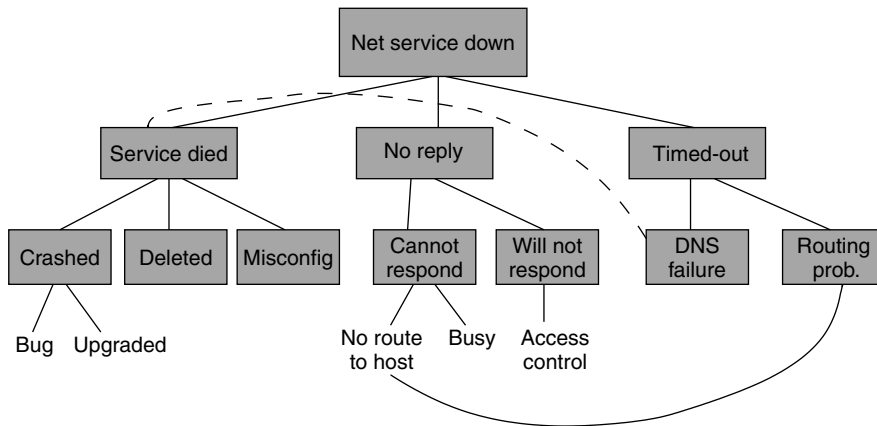 Net service down
Service died
No reply
Timed-out
Crashed
Deleted
Misconfig
Cannot
respond
Will not
respond
DNS
failure
Routing
prob.
Bug
Upgraded
No route
to host
Busy
Access
control